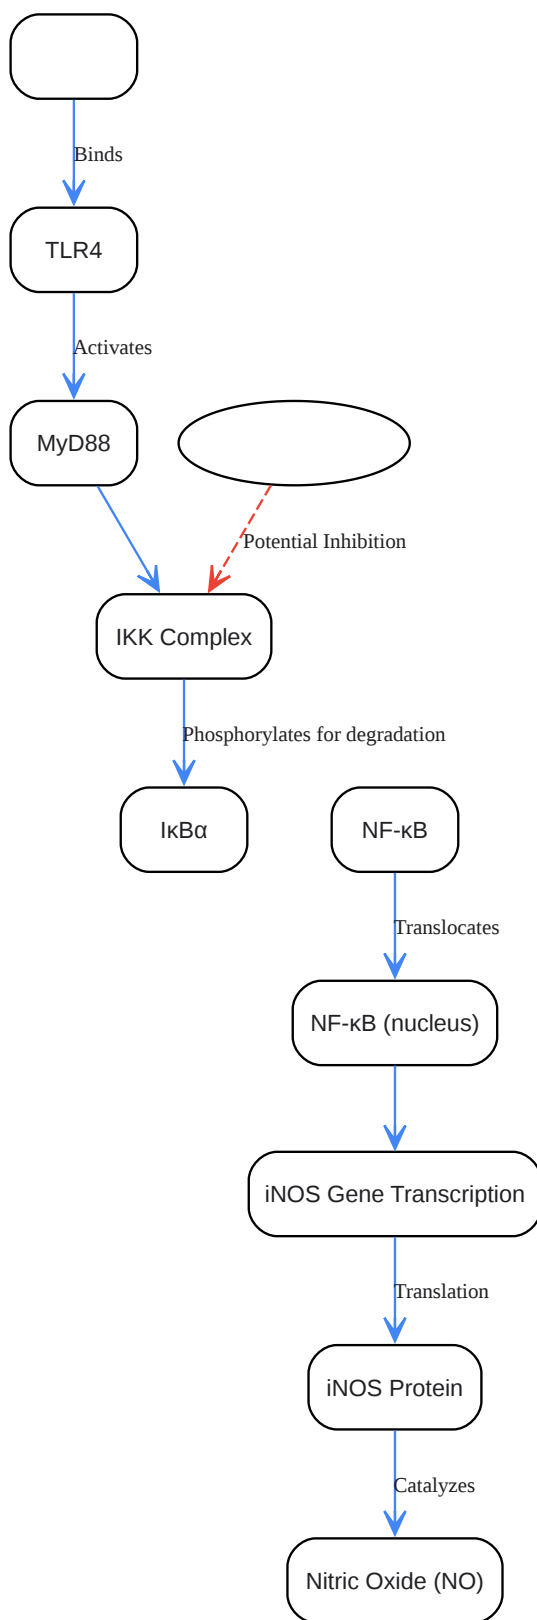 Binds
TLR4
Activates
MyD88
Potential Inhibition
IKK Complex
Phosphorylates for degradation
IκBα
NF-κB
Translocates
NF-κB (nucleus)
iNOS Gene Transcription
Translation
iNOS Protein
Catalyzes
Nitric Oxide (NO)